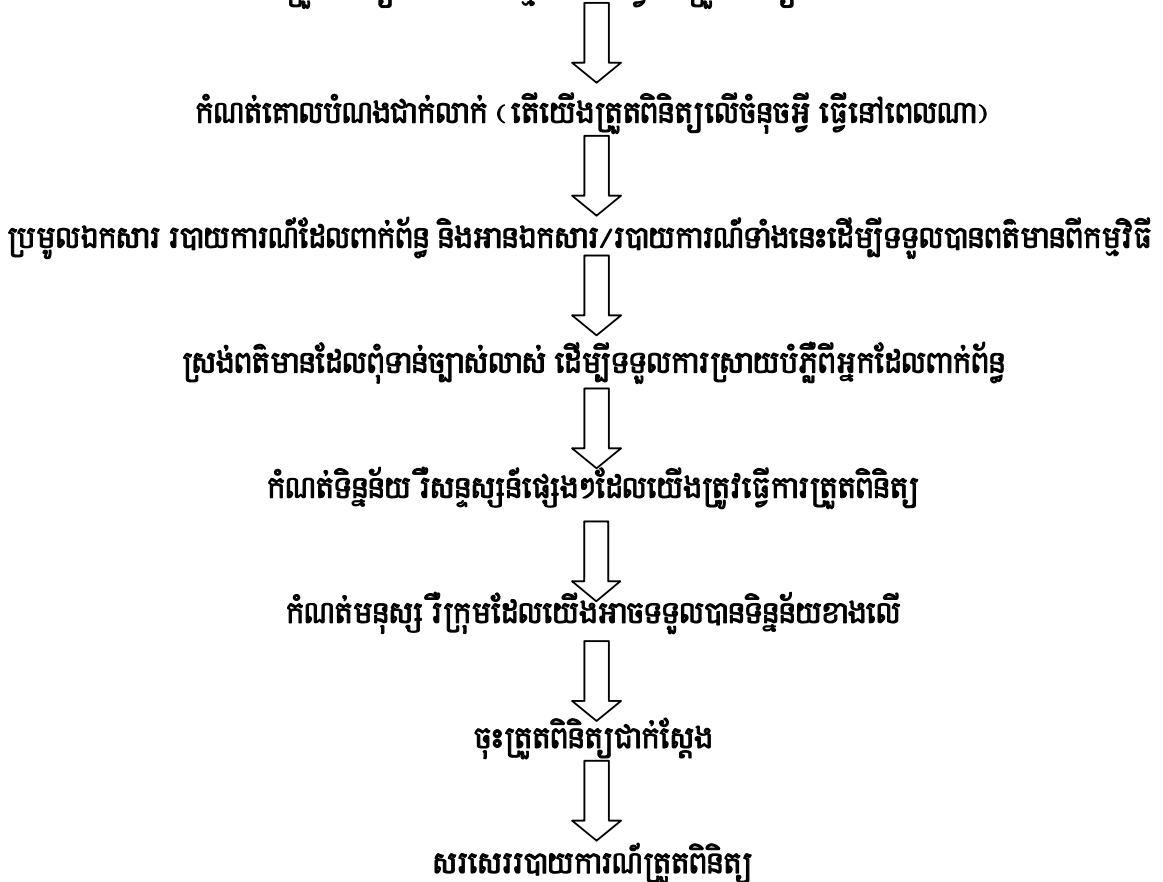 កំណត់គោលបំណងជាក់លាក់ (តើយើងត្រួតពិនិត្យលើចំនុចអ្វី ធ្វើនៅពេលណា)
ប្រមូលឯកសារ របាយការណ៍ដែលពាក់ព័ន្ធ និងអានឯកសារ/របាយការណ៍ទាំងនេះដើម្បីទទួលបានពត៌មានពីកម្មវិធី
ស្រង់ពត៌មានដែលពុំទាន់ច្បាស់លាស់ ដើម្បីទទួលការស្រាយបំភ្លឺពីអ្នកដែលពាក់ព័ន្ធ
កំណត់ទិន្នន័យ រឺសន្ទស្សន៍ផ្សេងៗដែលយើងត្រូវធ្វើការត្រួតពិនិត្យ
កំណត់មនុស្ស រឺក្រុមដែលយើងអាចទទួលបានទិន្នន័យខាងលើ
ចុះត្រួតពិនិត្យជាក់ស្តែង
សរសេររបាយការណ៍ត្រួតពិនិត្យ